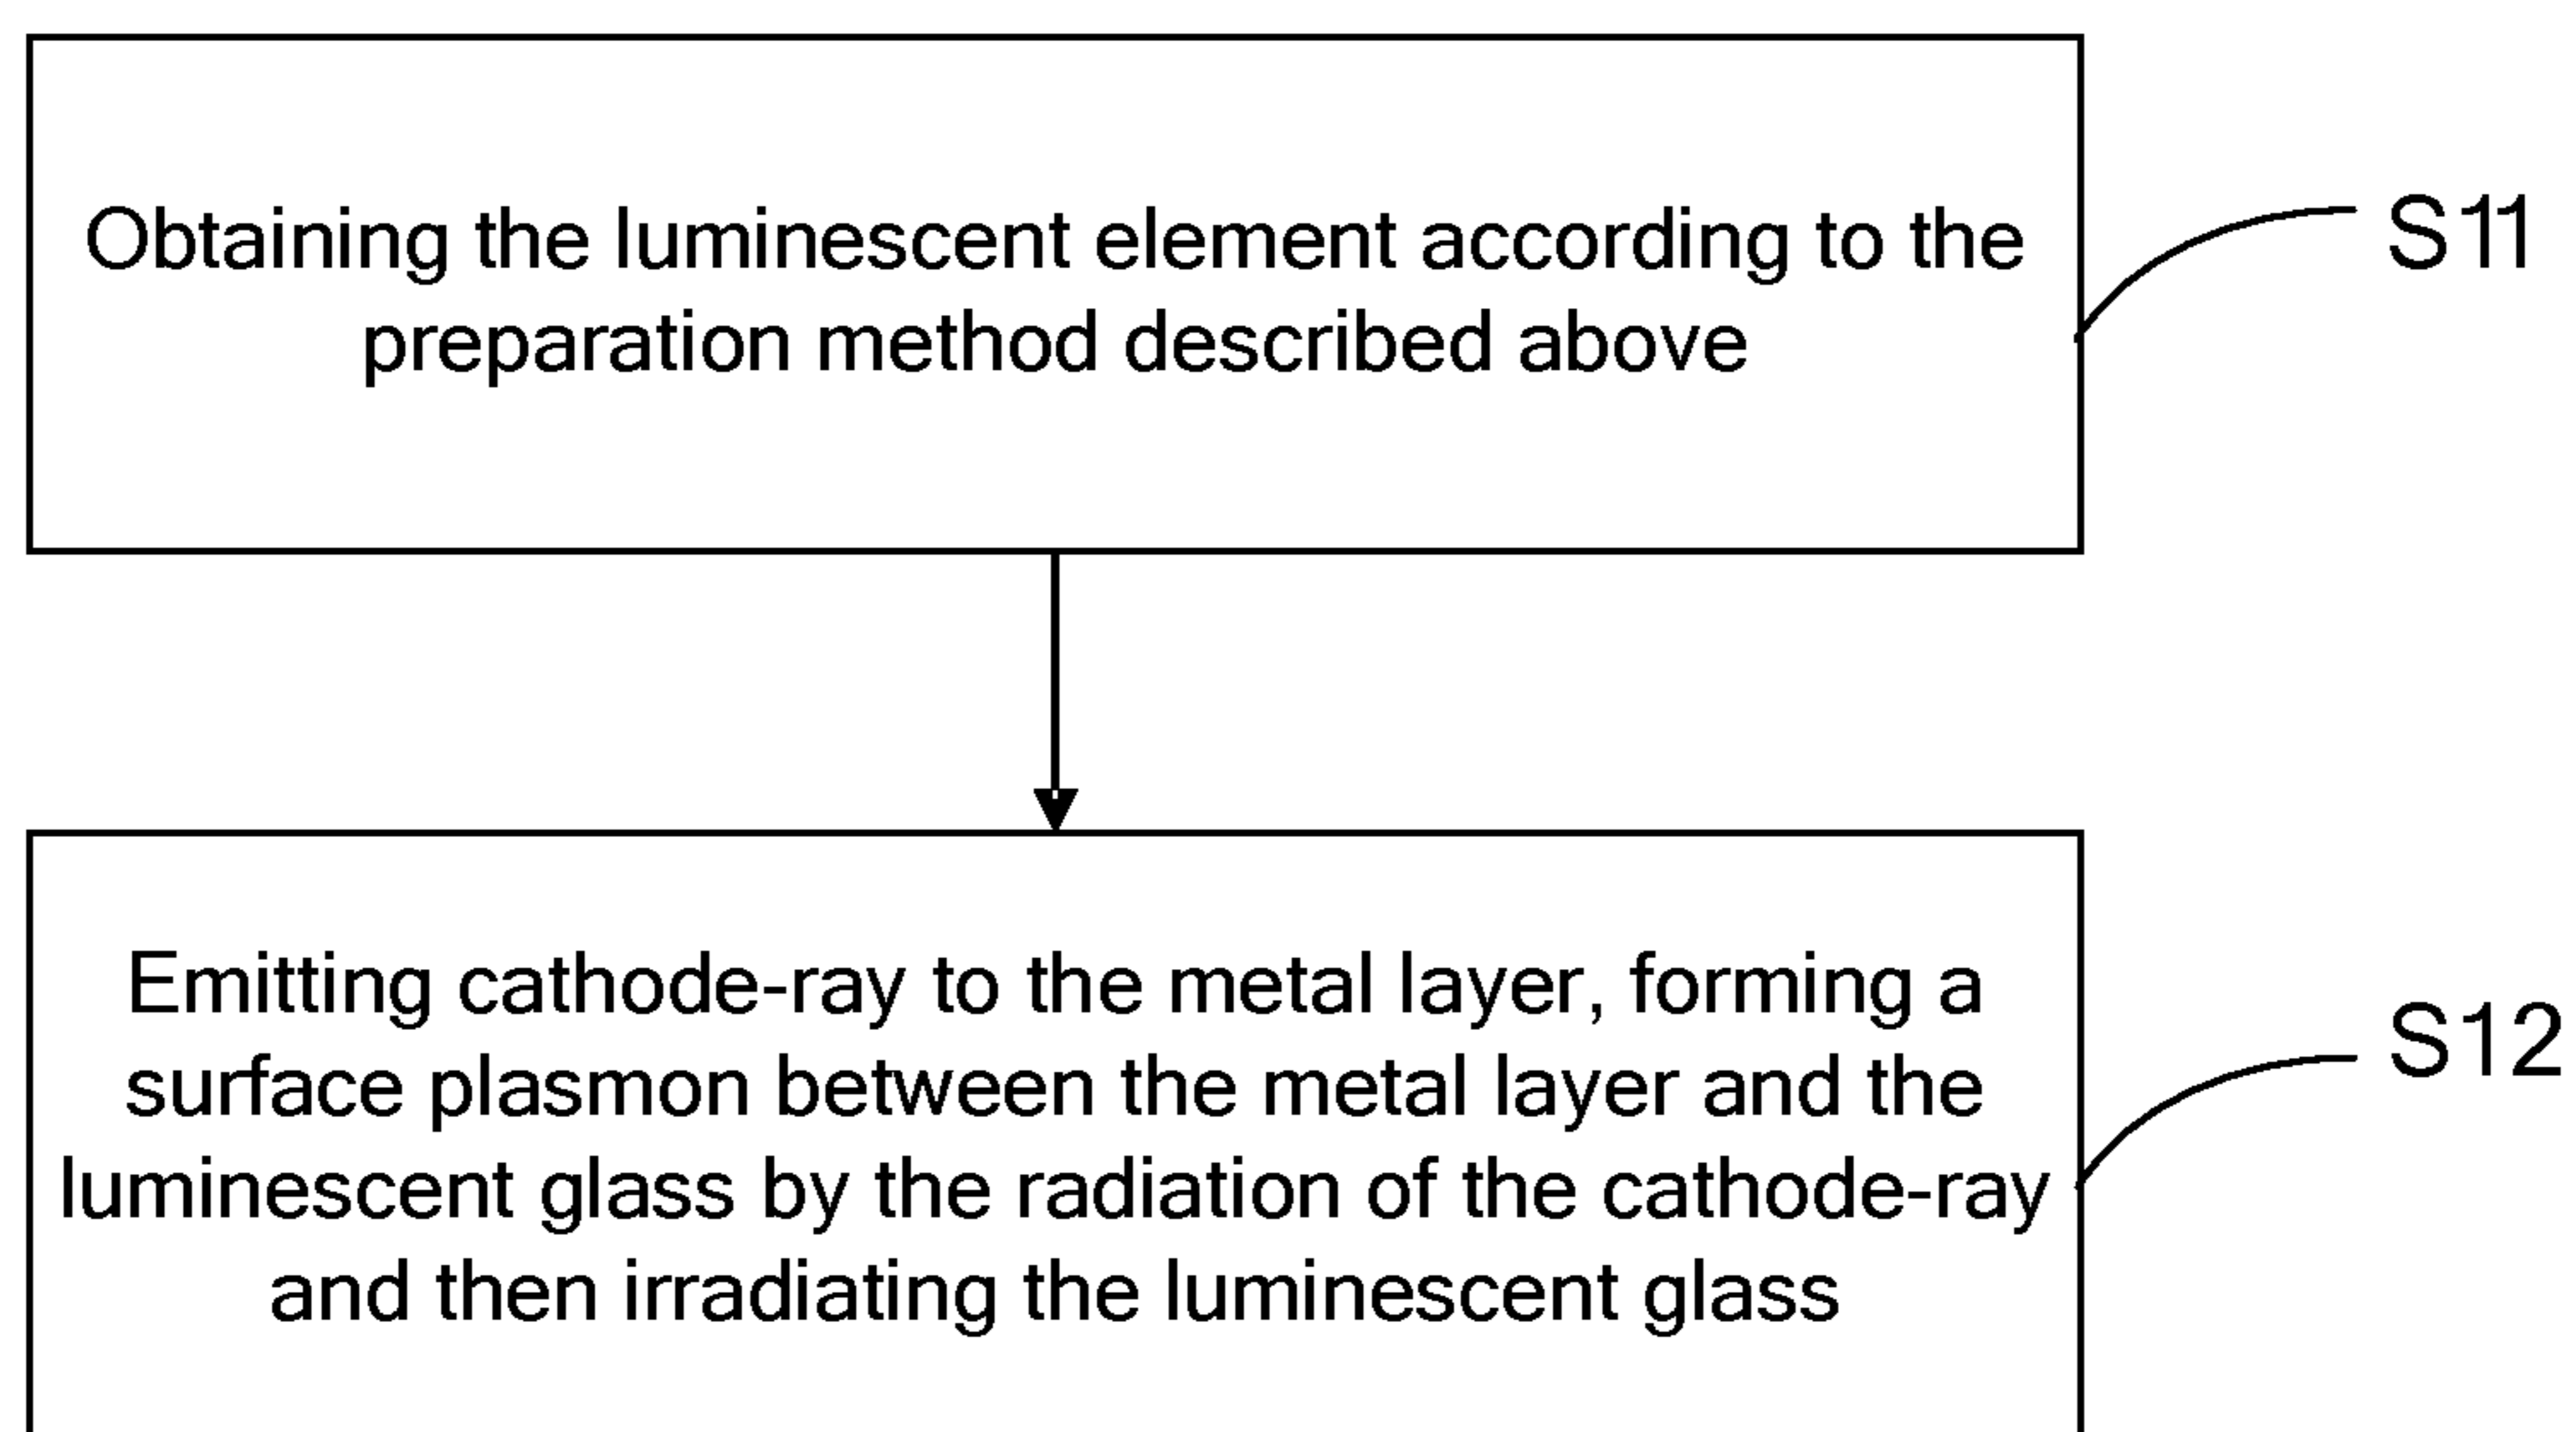 Obtaining the luminescent element according to the
preparation method described above
S11
Emitting cathode-ray to the metal layer, forming a
surface plasmon between the metal layer and the
luminescent glass by the radiation of the cathode-ray
and then irradiating the luminescent glass
S12